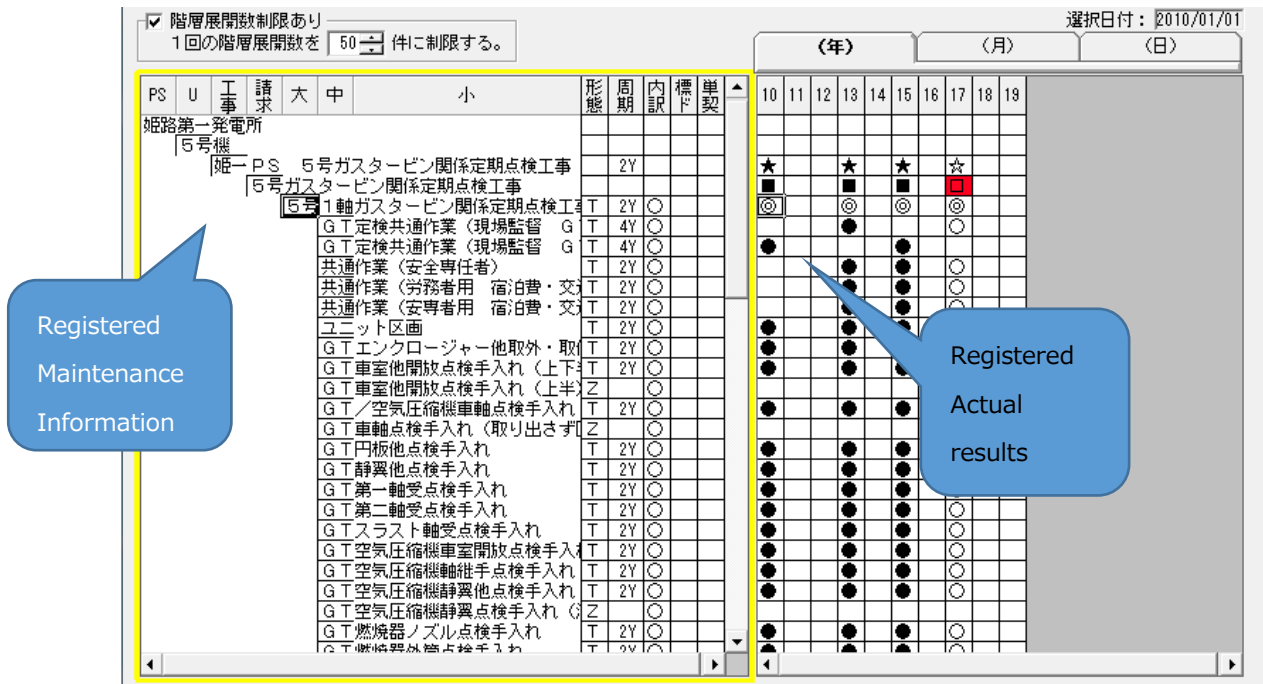 階層展開数制限あり
1回の階層展開数を 50 件に制限する。
選択日付： 2010/01/01
(年) (月) (日)
PS U 工事 請求 大 中 小 形態 周期 内訳 標ド 単契 10 11 12 13 14 15 16 17 18 19
姫路第一発電所
5号機
姫一PS 5号ガスタービン関係定期点検工事 2Y ★ ★ ★ ☆
5号ガスタービン関係定期点検工事 ■ ■ ■ □
5号 1軸ガスタービン関係定期点検工事 T 2Y ○ ◎ ◎ ◎ ◎
GT定検共通作業（現場監督 G T 4Y ○ ● ○
GT定検共通作業（現場監督 G T 4Y ○ ● ●
共通作業（安全専任者） T 2Y ○ ● ● ○
共通作業（労務者用 宿泊費・交 T 2Y ○ ● ● ○
共通作業（安専者用 宿泊費・交 T 2Y ○ ● ● ○
ユニット区画 T 2Y ○ ● ● ●
GTエンクロージャー他取外・取 T 2Y ○ ● ● ●
GT車室他開放点検手入れ（上下 T 2Y ○ ● ● ●
GT車室他開放点検手入れ（上半） Z ○
GT／空気圧縮機車軸点検手入れ T 2Y ○ ● ● ●
GT車軸点検手入れ（取り出さず Z ○
GT円板他点検手入れ T 2Y ○ ● ● ●
GT静翼他点検手入れ T 2Y ○ ● ● ●
GT第一軸受点検手入れ T 2Y ○ ● ● ● ○
GT第二軸受点検手入れ T 2Y ○ ● ● ● ○
GTスラスト軸受点検手入れ T 2Y ○ ● ● ● ○
GT空気圧縮機車室開放点検手入れ T 2Y ○ ● ● ● ○
GT空気圧縮機軸継手点検手入れ T 2Y ○ ● ● ● ○
GT空気圧縮機静翼他点検手入れ T 2Y ○ ● ● ● ○
GT空気圧縮機静翼点検手入れ（ Z ○
GT燃焼器ノズル点検手入れ T 2Y ○ ● ● ● ○
GT燃焼器外筒点検手入れ T 2Y ○ ● ● ● ○
Registered
Maintenance
Information
Registered
Actual
results